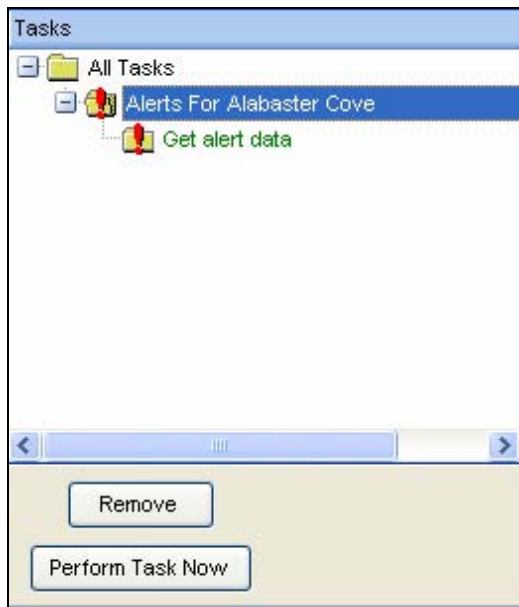 Tasks
All Tasks
Alerts For Alabaster Cove
Get alert data
Remove
Perform Task Now